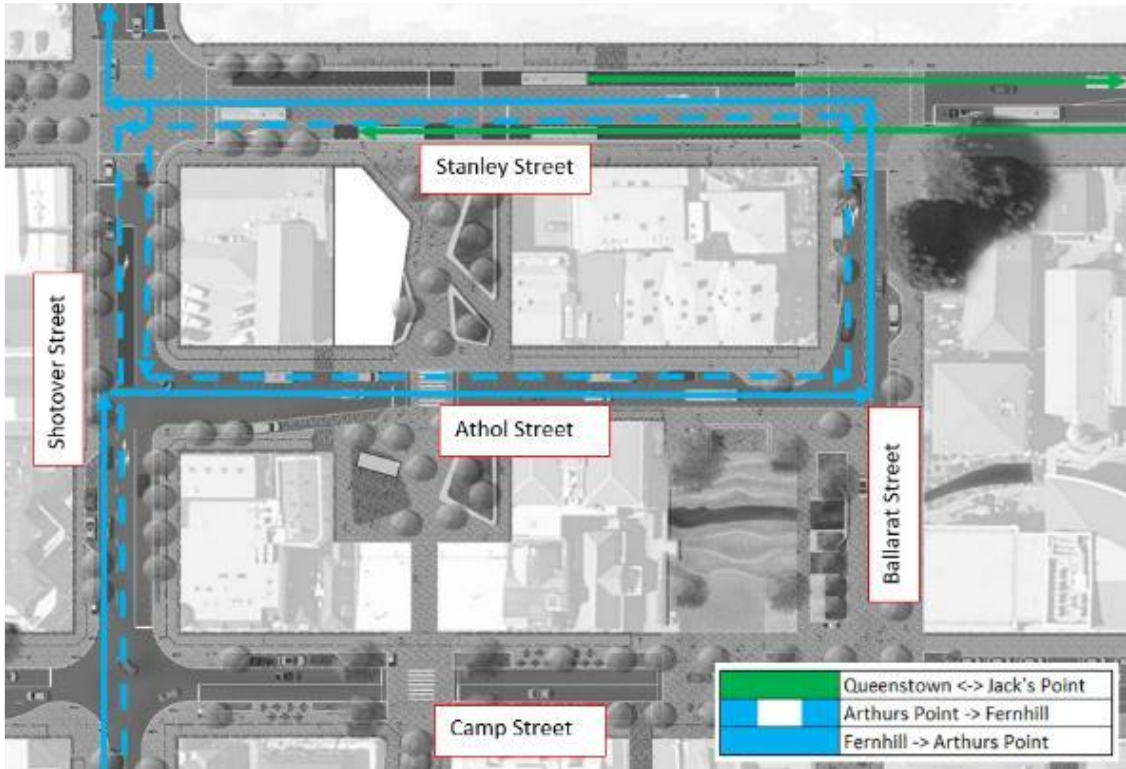 Stanley Street
Shotover Street
Athol Street
Ballarat Street
Camp Street
Queenstown <-> Jack's Point
Arthurs Point -> Fernhill
Fernhill -> Arthurs Point